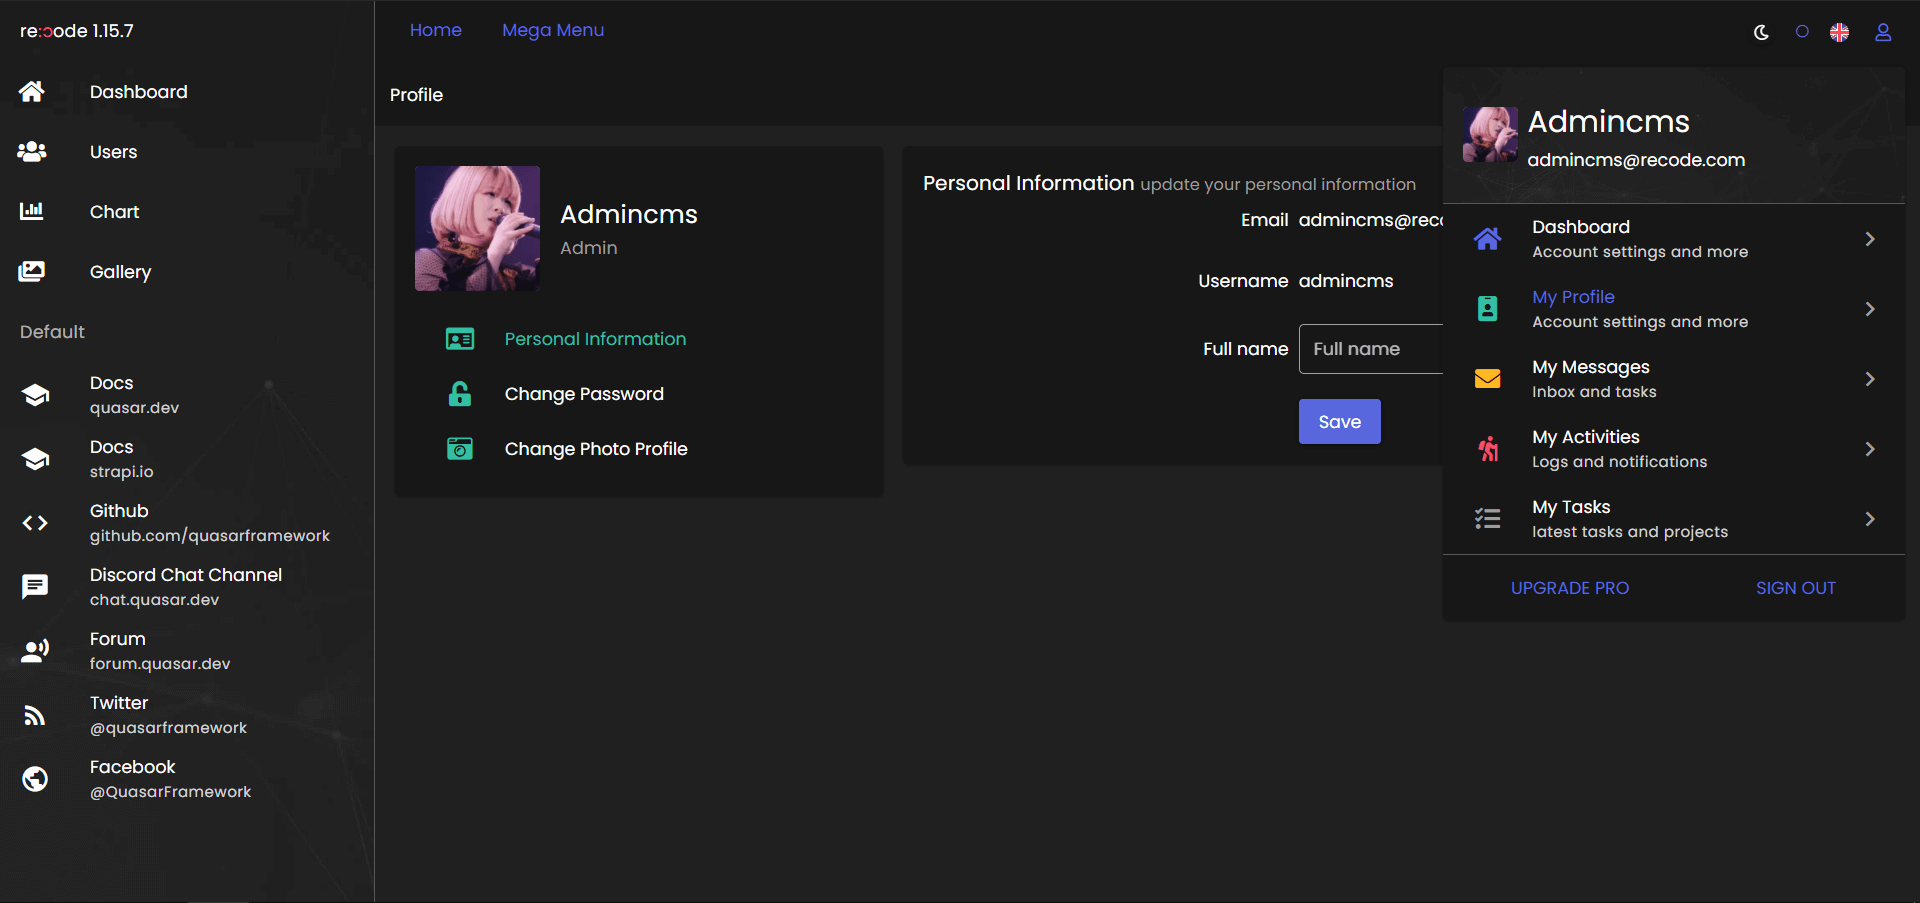 re:ɔode 1.15.7
Dashboard
Users
Chart
Gallery
Default
Docs
quasar.dev
Docs
strapi.io
Github
github.com/quasarframework
Discord Chat Channel
chat.quasar.dev
Forum
forum.quasar.dev
Twitter
@quasarframework
Facebook
@QuasarFramework
Home
Mega Menu
Profile
Admincms
Admin
Personal Information
Change Password
Change Photo Profile
Personal Information update your personal information
Email admincms@reco
Username admincms
Full name Full name
Save
Admincms
admincms@recode.com
Dashboard
Account settings and more
My Profile
Account settings and more
My Messages
Inbox and tasks
My Activities
Logs and notifications
My Tasks
latest tasks and projects
UPGRADE PRO
SIGN OUT